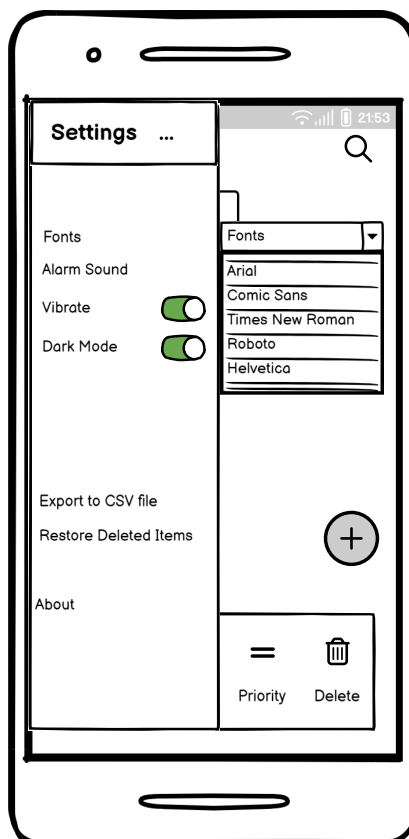 21:53
Settings ...
Fonts
Alarm Sound
Vibrate
Dark Mode
Export to CSV file
Restore Deleted Items
About
Fonts
Arial
Comic Sans
Times New Roman
Roboto
Helvetica
Priority
Delete